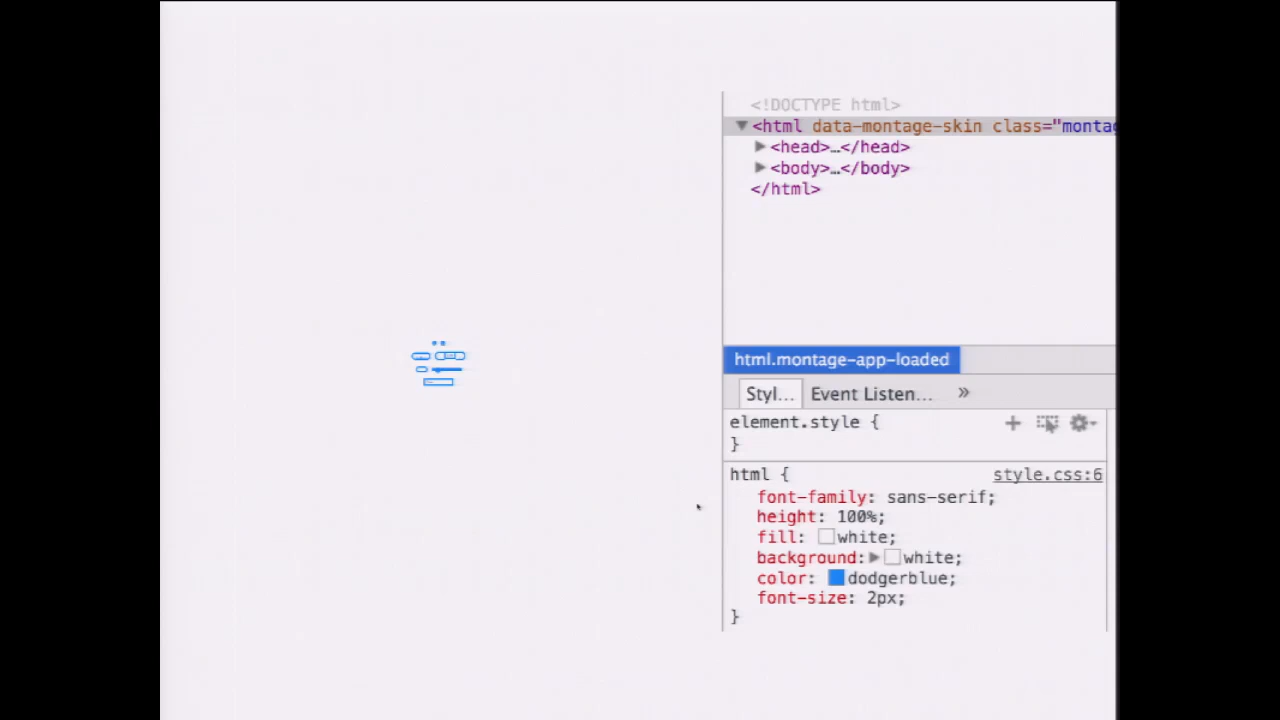 <!DOCTYPE html>
▼<html data-montage-skin class="montag
▶<head>…</head>
▶<body>…</body>
</html>
html.montage-app-loaded
Styl… Event Listen… »
element.style { +
}
html { style.css:6
font-family: sans-serif;
height: 100%;
fill: white;
background:▶ white;
color: dodgerblue;
font-size: 2px;
}